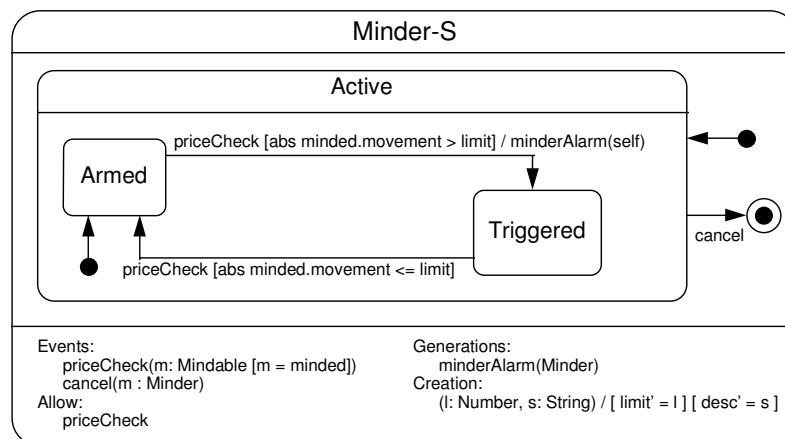 Minder-S
Active
priceCheck [abs minded.movement > limit] / minderAlarm(self)
Armed
Triggered
cancel
priceCheck [abs minded.movement <= limit]
Events:
priceCheck(m: Mindable [m = minded])
cancel(m : Minder)
Allow:
priceCheck
Generations:
minderAlarm(Minder)
Creation:
(l: Number, s: String) / [ limit' = l ] [ desc' = s ]